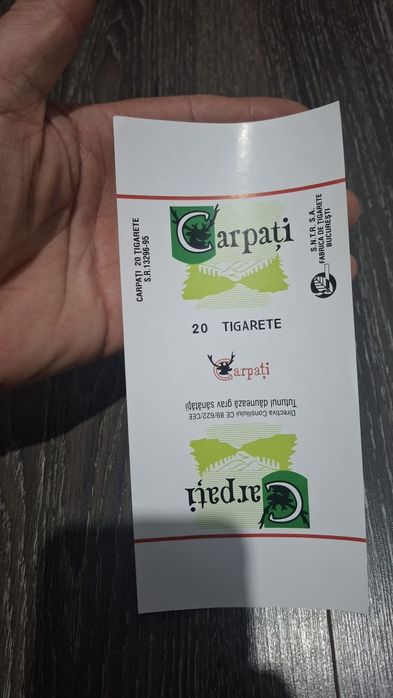 Carpați
CARPAȚI 20 TIGARETE
S.R.13296-95
S.N.T.R. S.A.
FABRICA DE ȚIGARETE
BUCUREȘTI
20 TIGARETE
Carpați
Tutunul dăunează grav sănătății
Directiva Consiliului CE 89/622/CEE
Carpați